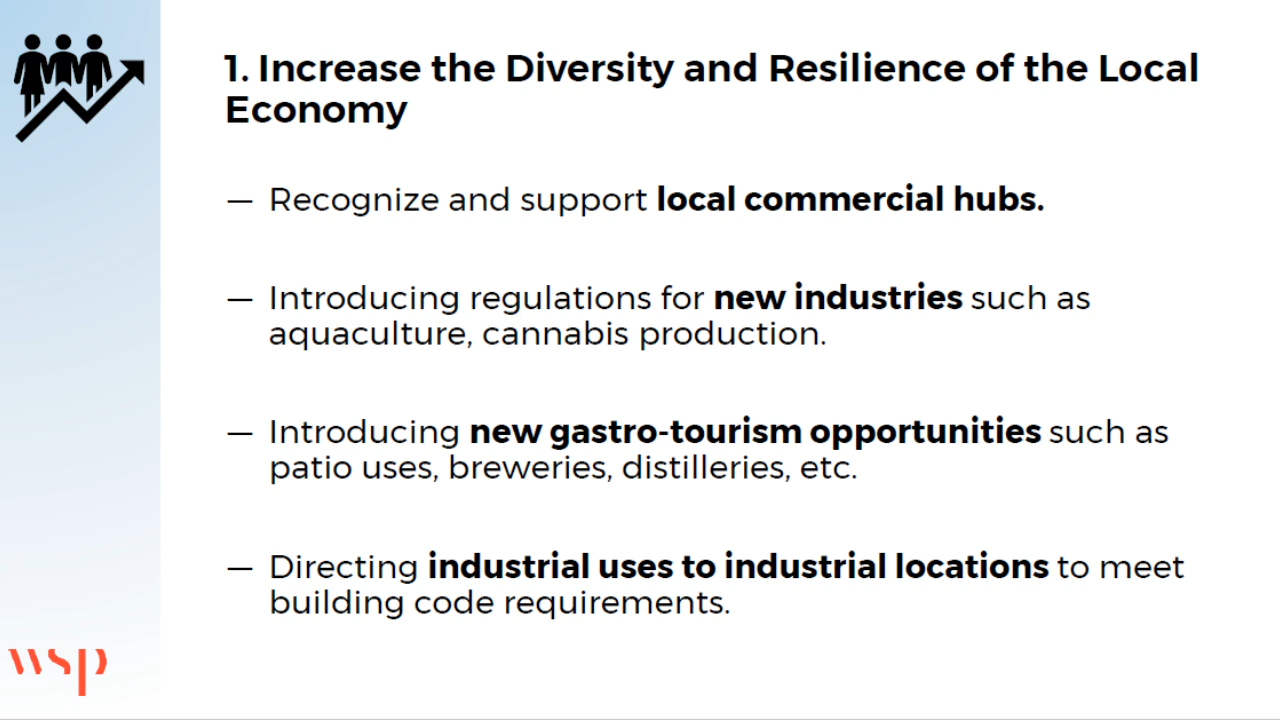 1. Increase the Diversity and Resilience of the Local
Economy
— Recognize and support local commercial hubs.
— Introducing regulations for new industries such as
aquaculture, cannabis production.
— Introducing new gastro-tourism opportunities such as
patio uses, breweries, distilleries, etc.
— Directing industrial uses to industrial locations to meet
building code requirements.
wsp